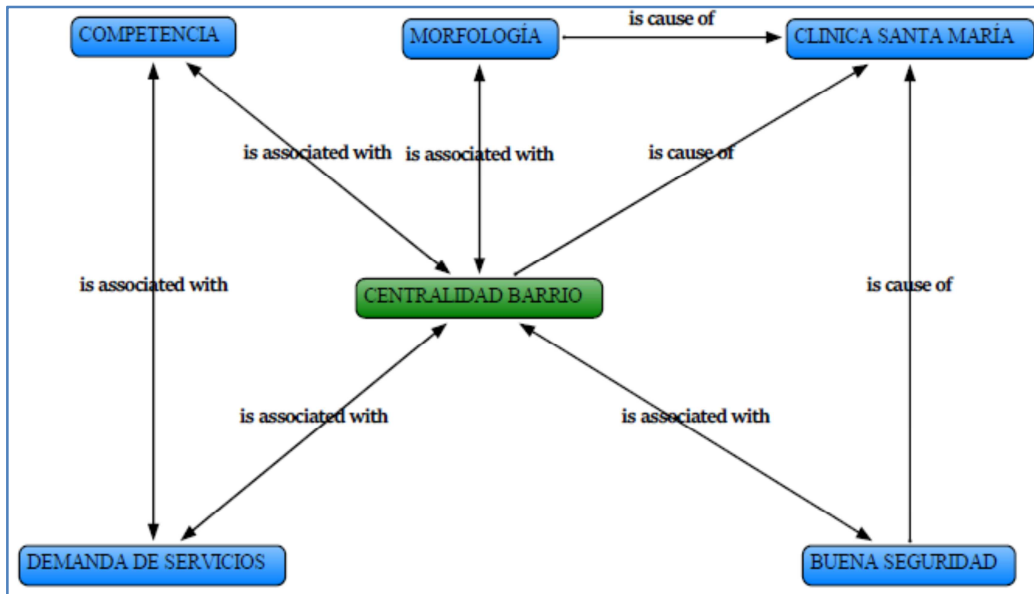 is cause of
COMPETENCIA
MORFOLOGÍA
CLINICA SANTA MARÍA
is associated with
is associated with
is cause of
is associated with
CENTRALIDAD BARRIO
is cause of
is associated with
is associated with
DEMANDA DE SERVICIOS
BUENA SEGURIDAD